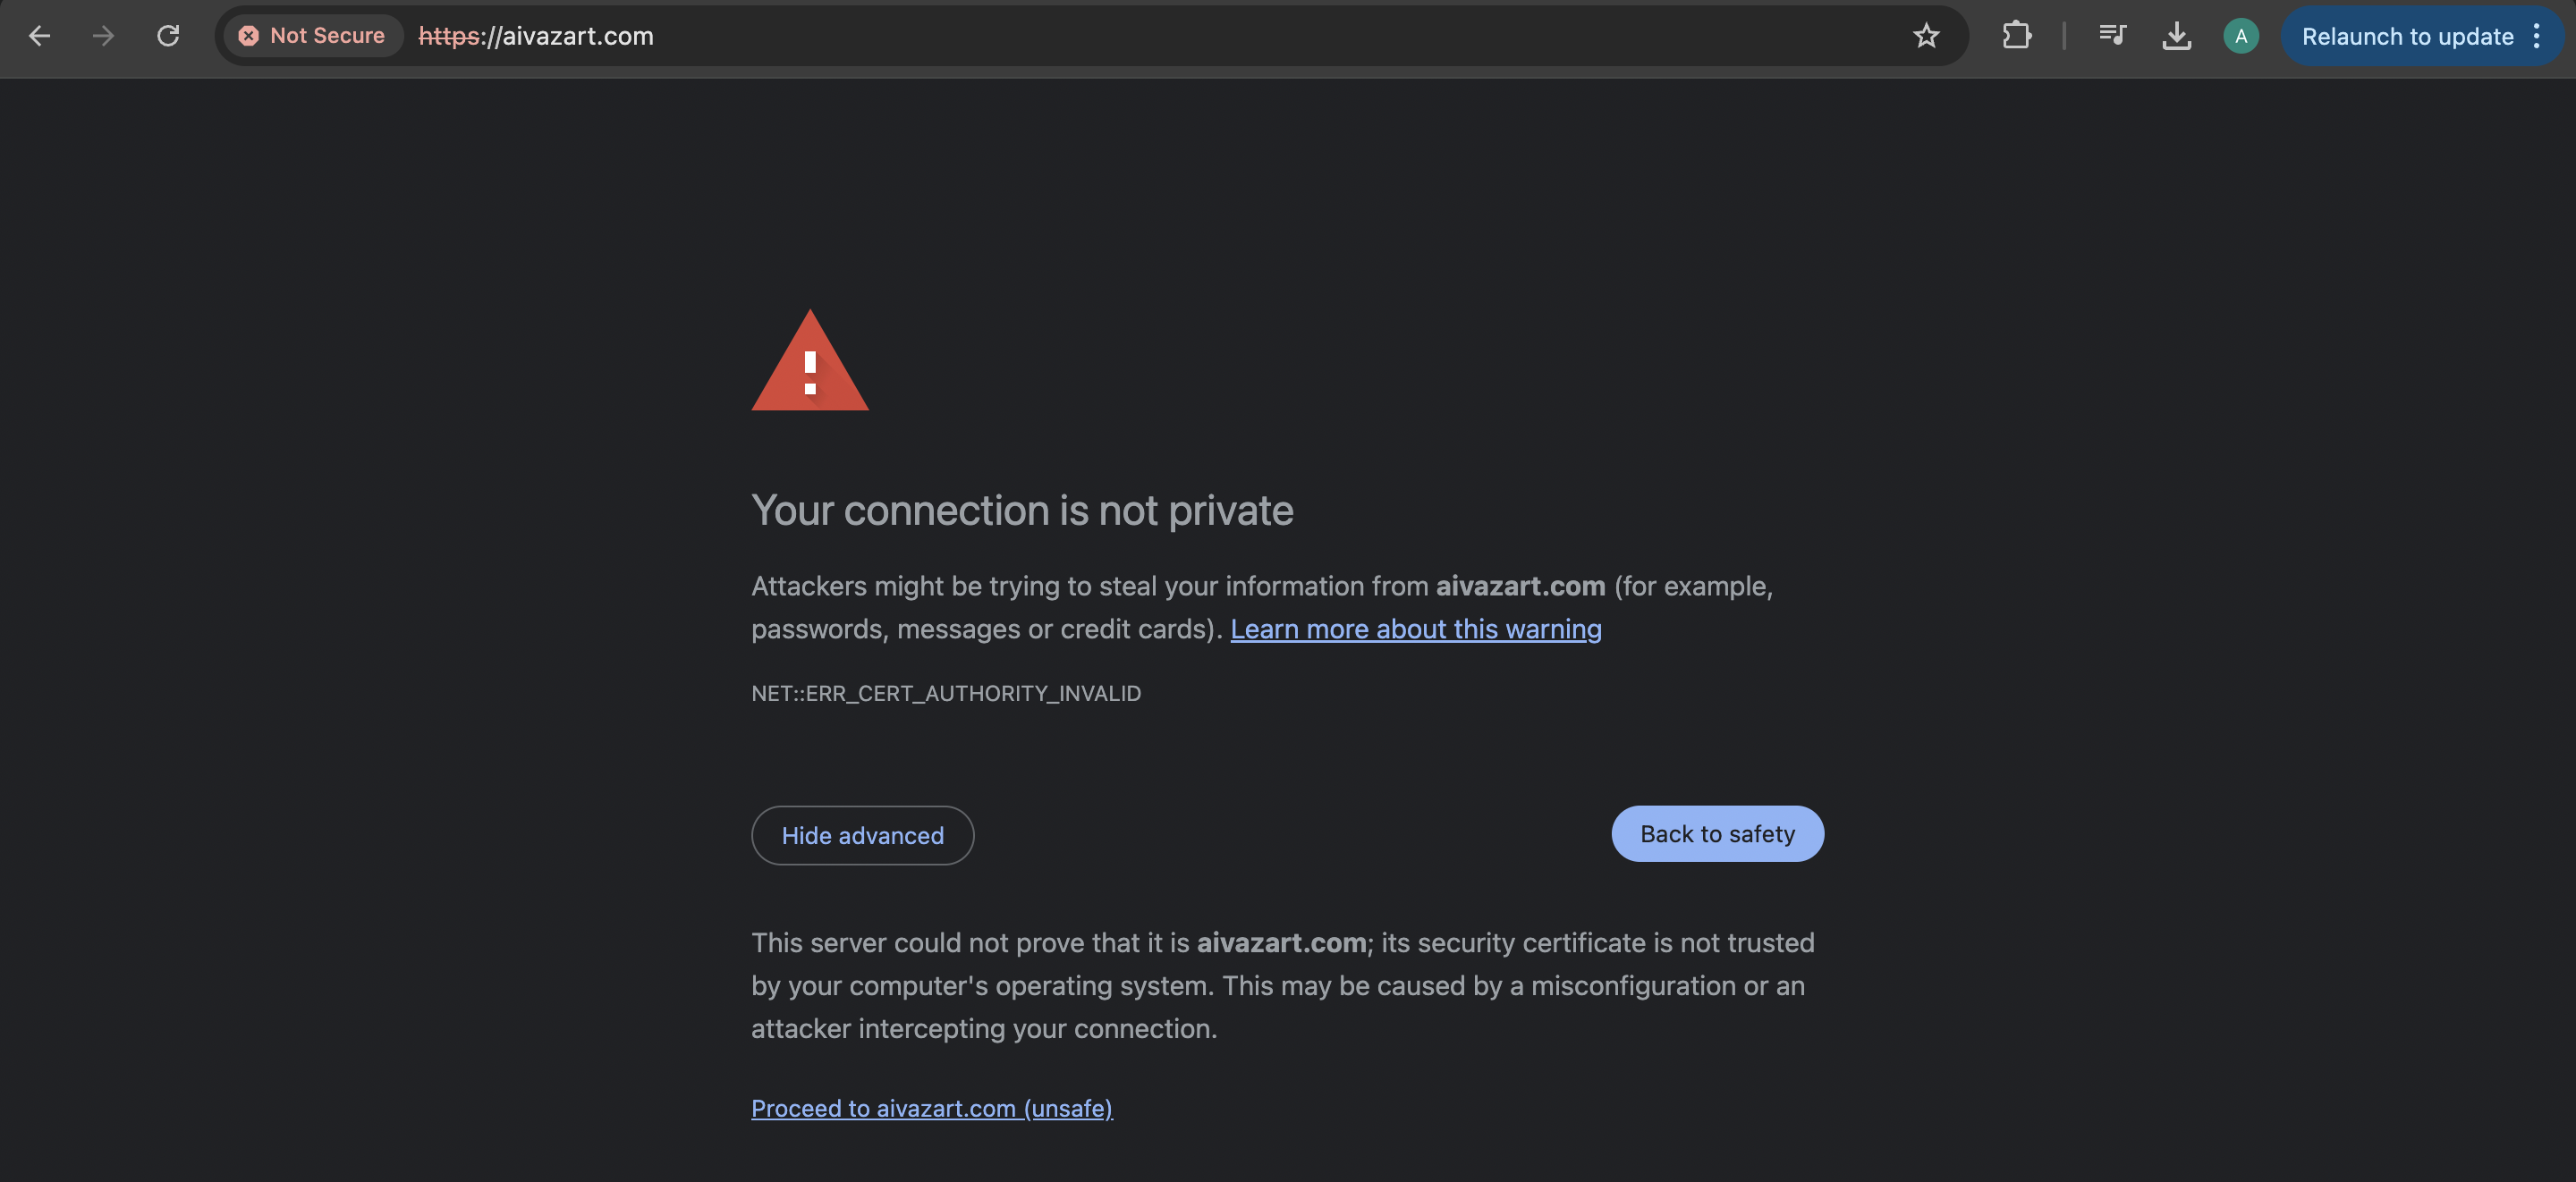 Not Secure https://aivazart.com A Relaunch to update
Your connection is not private
Attackers might be trying to steal your information from aivazart.com (for example,
passwords, messages or credit cards). Learn more about this warning
NET::ERR_CERT_AUTHORITY_INVALID
Hide advanced Back to safety
This server could not prove that it is aivazart.com; its security certificate is not trusted
by your computer's operating system. This may be caused by a misconfiguration or an
attacker intercepting your connection.
Proceed to aivazart.com (unsafe)